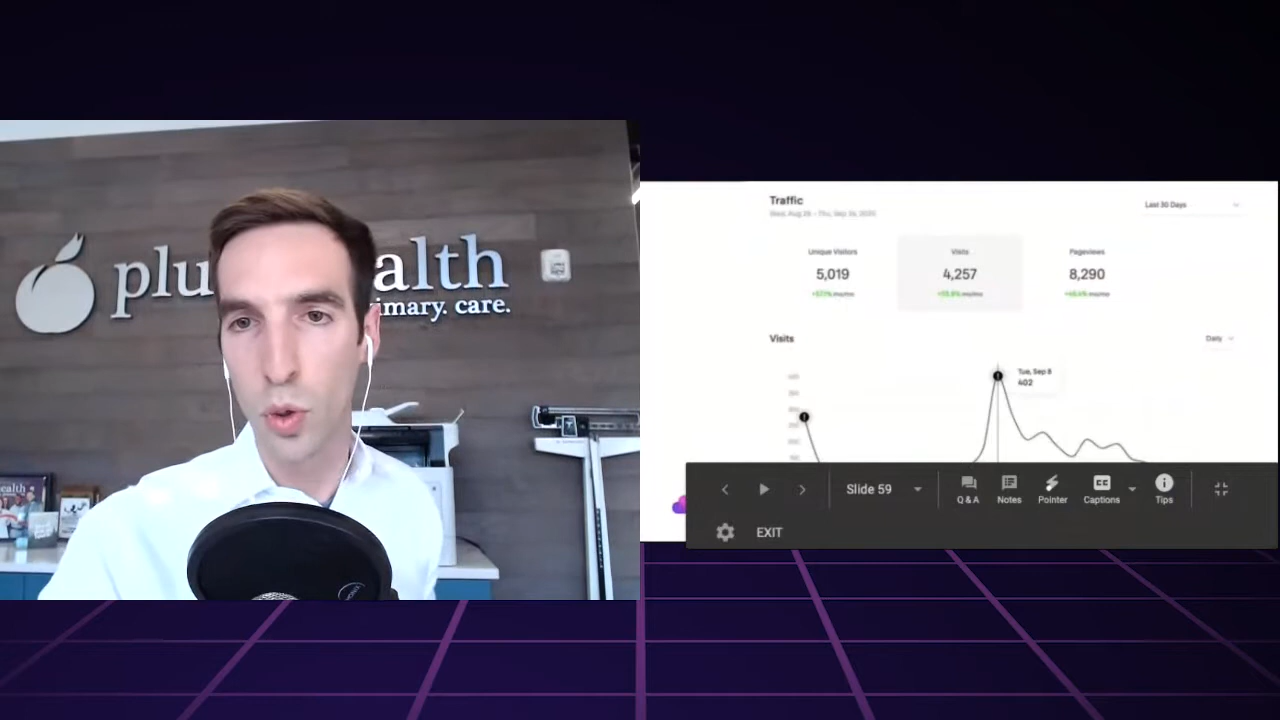 plu alth
imary. care.
ealth
Traffic
Last 30 Days
Unique Visitors
Visits
Pageviews
5,019
4,257
8,290
Visits
Daily
Tue, Sep 8
402
Slide 59
Q & A
Notes
Pointer
Captions
Tips
EXIT